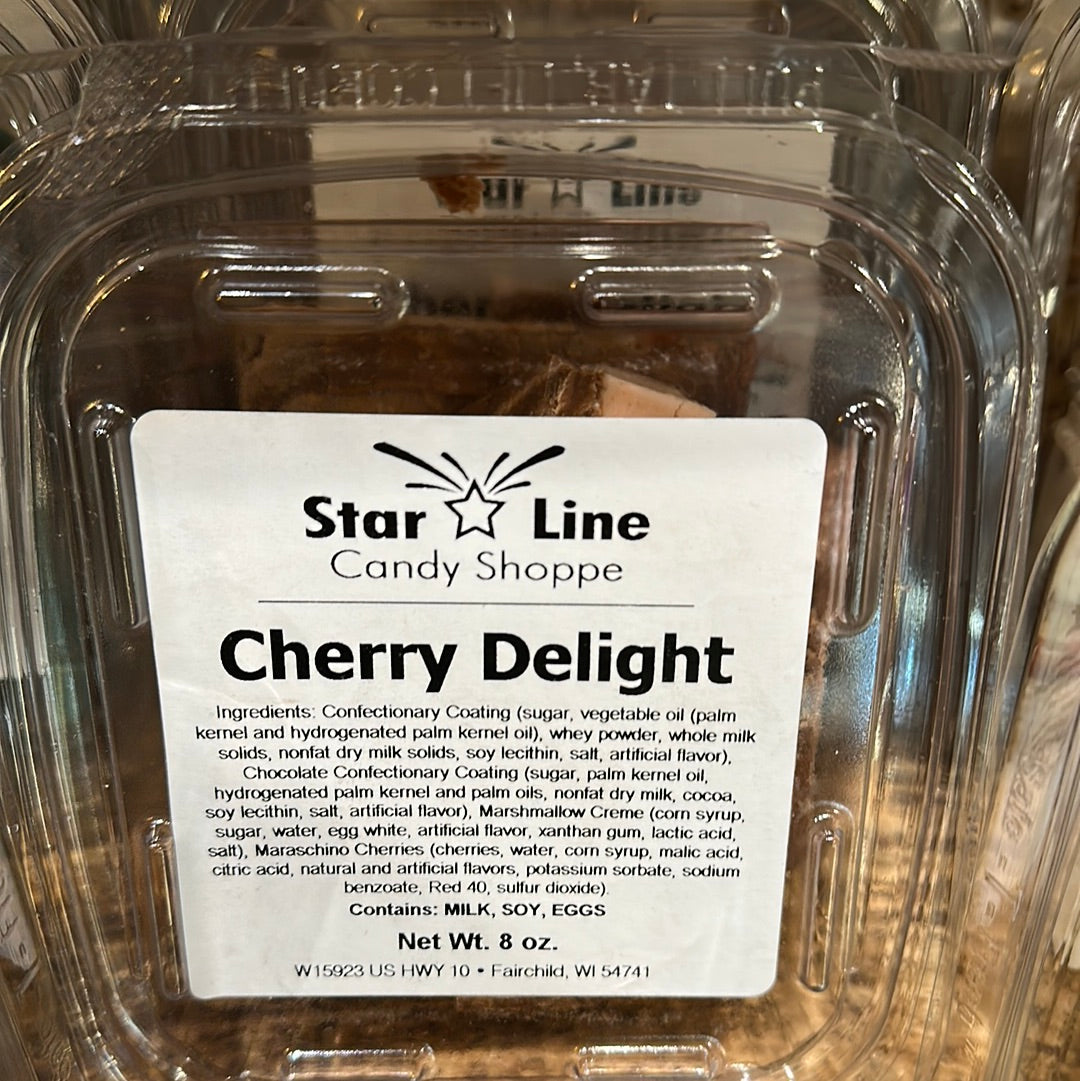 Star Line
Candy Shoppe
Cherry Delight
Ingredients: Confectionary Coating (sugar, vegetable oil (palm
kernel and hydrogenated palm kernel oil), whey powder, whole milk
solids, nonfat dry milk solids, soy lecithin, salt, artificial flavor),
Chocolate Confectionary Coating (sugar, palm kernel oil,
hydrogenated palm kernel and palm oils, nonfat dry milk, cocoa,
soy lecithin, salt, artificial flavor), Marshmallow Creme (corn syrup,
sugar, water, egg white, artificial flavor, xanthan gum, lactic acid,
salt), Maraschino Cherries (cherries, water, corn syrup, malic acid,
citric acid, natural and artificial flavors, potassium sorbate, sodium
benzoate, Red 40, sulfur dioxide).
Contains: MILK, SOY, EGGS
Net Wt. 8 oz.
W15923 US HWY 10 • Fairchild, WI 54741